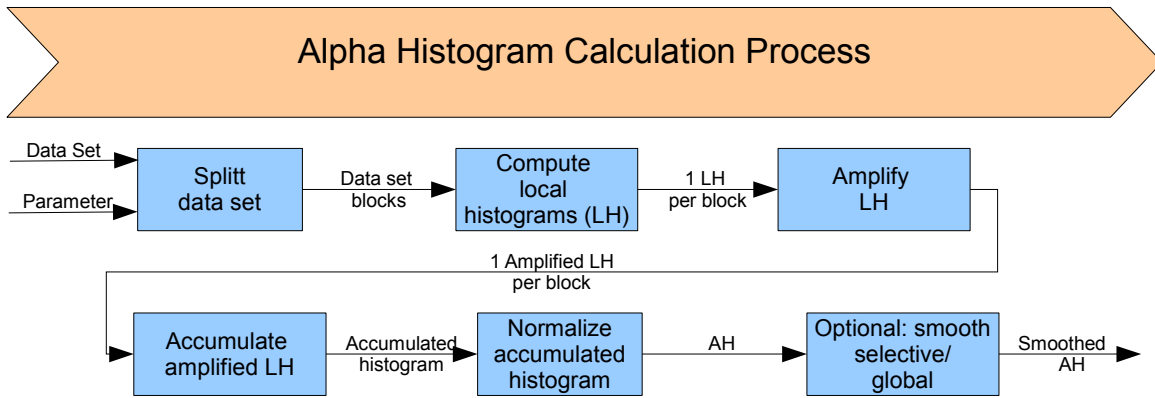 Alpha Histogram Calculation Process
Data Set
Parameter
Splitt
data set
Data set
blocks
Compute
local
histograms (LH)
1 LH
per block
Amplify
LH
1 Amplified LH
per block
Accumulate
amplified LH
Accumulated
histogram
Normalize
accumulated
histogram
AH
Optional: smooth
selective/
global
Smoothed
AH